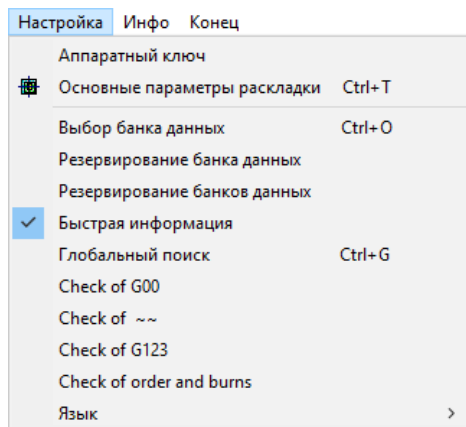 Настройка Инфо Конец
Аппаратный ключ
Основные параметры раскладки Ctrl+T
Выбор банка данных Ctrl+O
Резервирование банка данных
Резервирование банков данных
Быстрая информация
Глобальный поиск Ctrl+G
Check of G00
Check of ~~
Check of G123
Check of order and burns
Язык